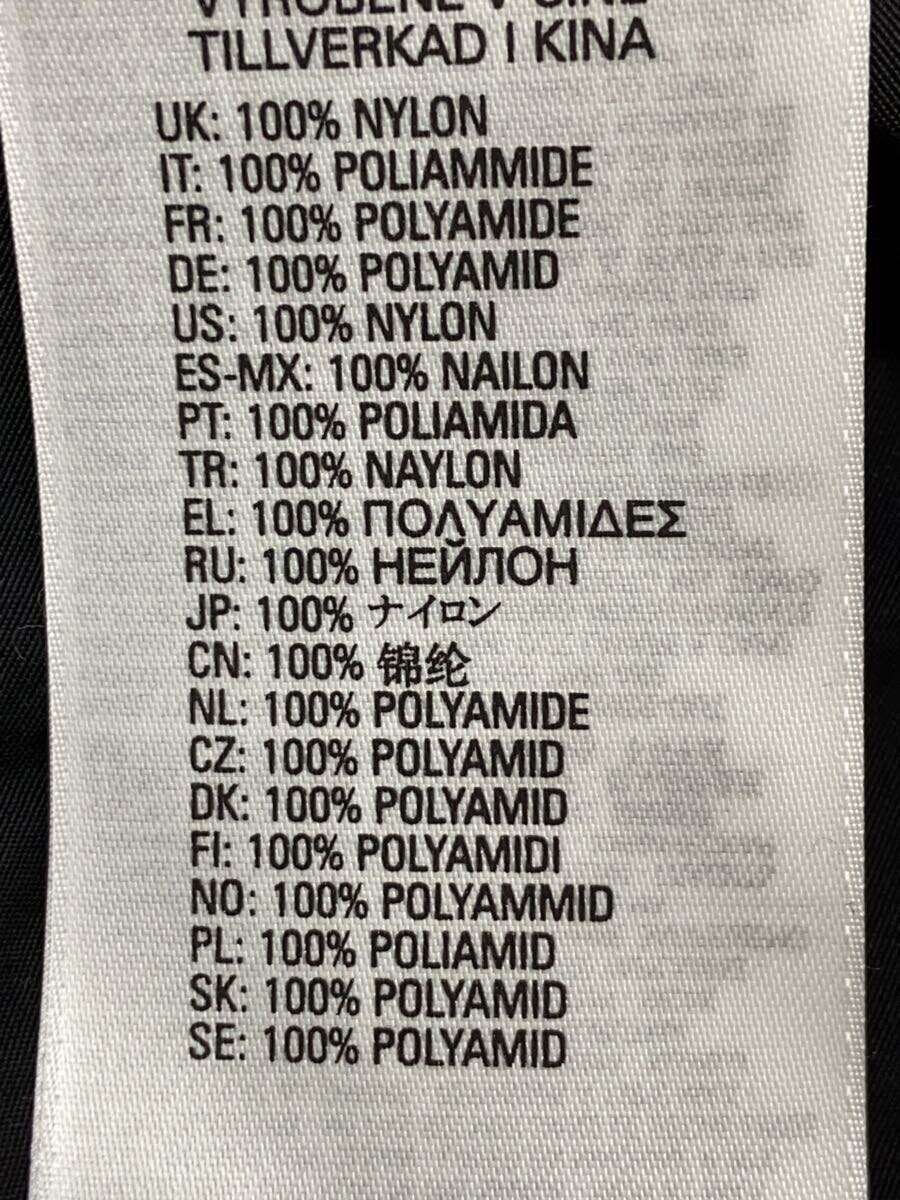 VYROBENÉ V ČÍNE
TILLVERKAD I KINA
UK: 100% NYLON
IT: 100% POLIAMMIDE
FR: 100% POLYAMIDE
DE: 100% POLYAMID
US: 100% NYLON
ES-MX: 100% NAILON
PT: 100% POLIAMIDA
TR: 100% NAYLON
EL: 100% ΠΟΛΥΑΜΙΔΕΣ
RU: 100% НЕЙЛОН
JP: 100% ナイロン
CN: 100% 锦纶
NL: 100% POLYAMIDE
CZ: 100% POLYAMID
DK: 100% POLYAMID
FI: 100% POLYAMIDI
NO: 100% POLYAMMID
PL: 100% POLIAMID
SK: 100% POLYAMID
SE: 100% POLYAMID